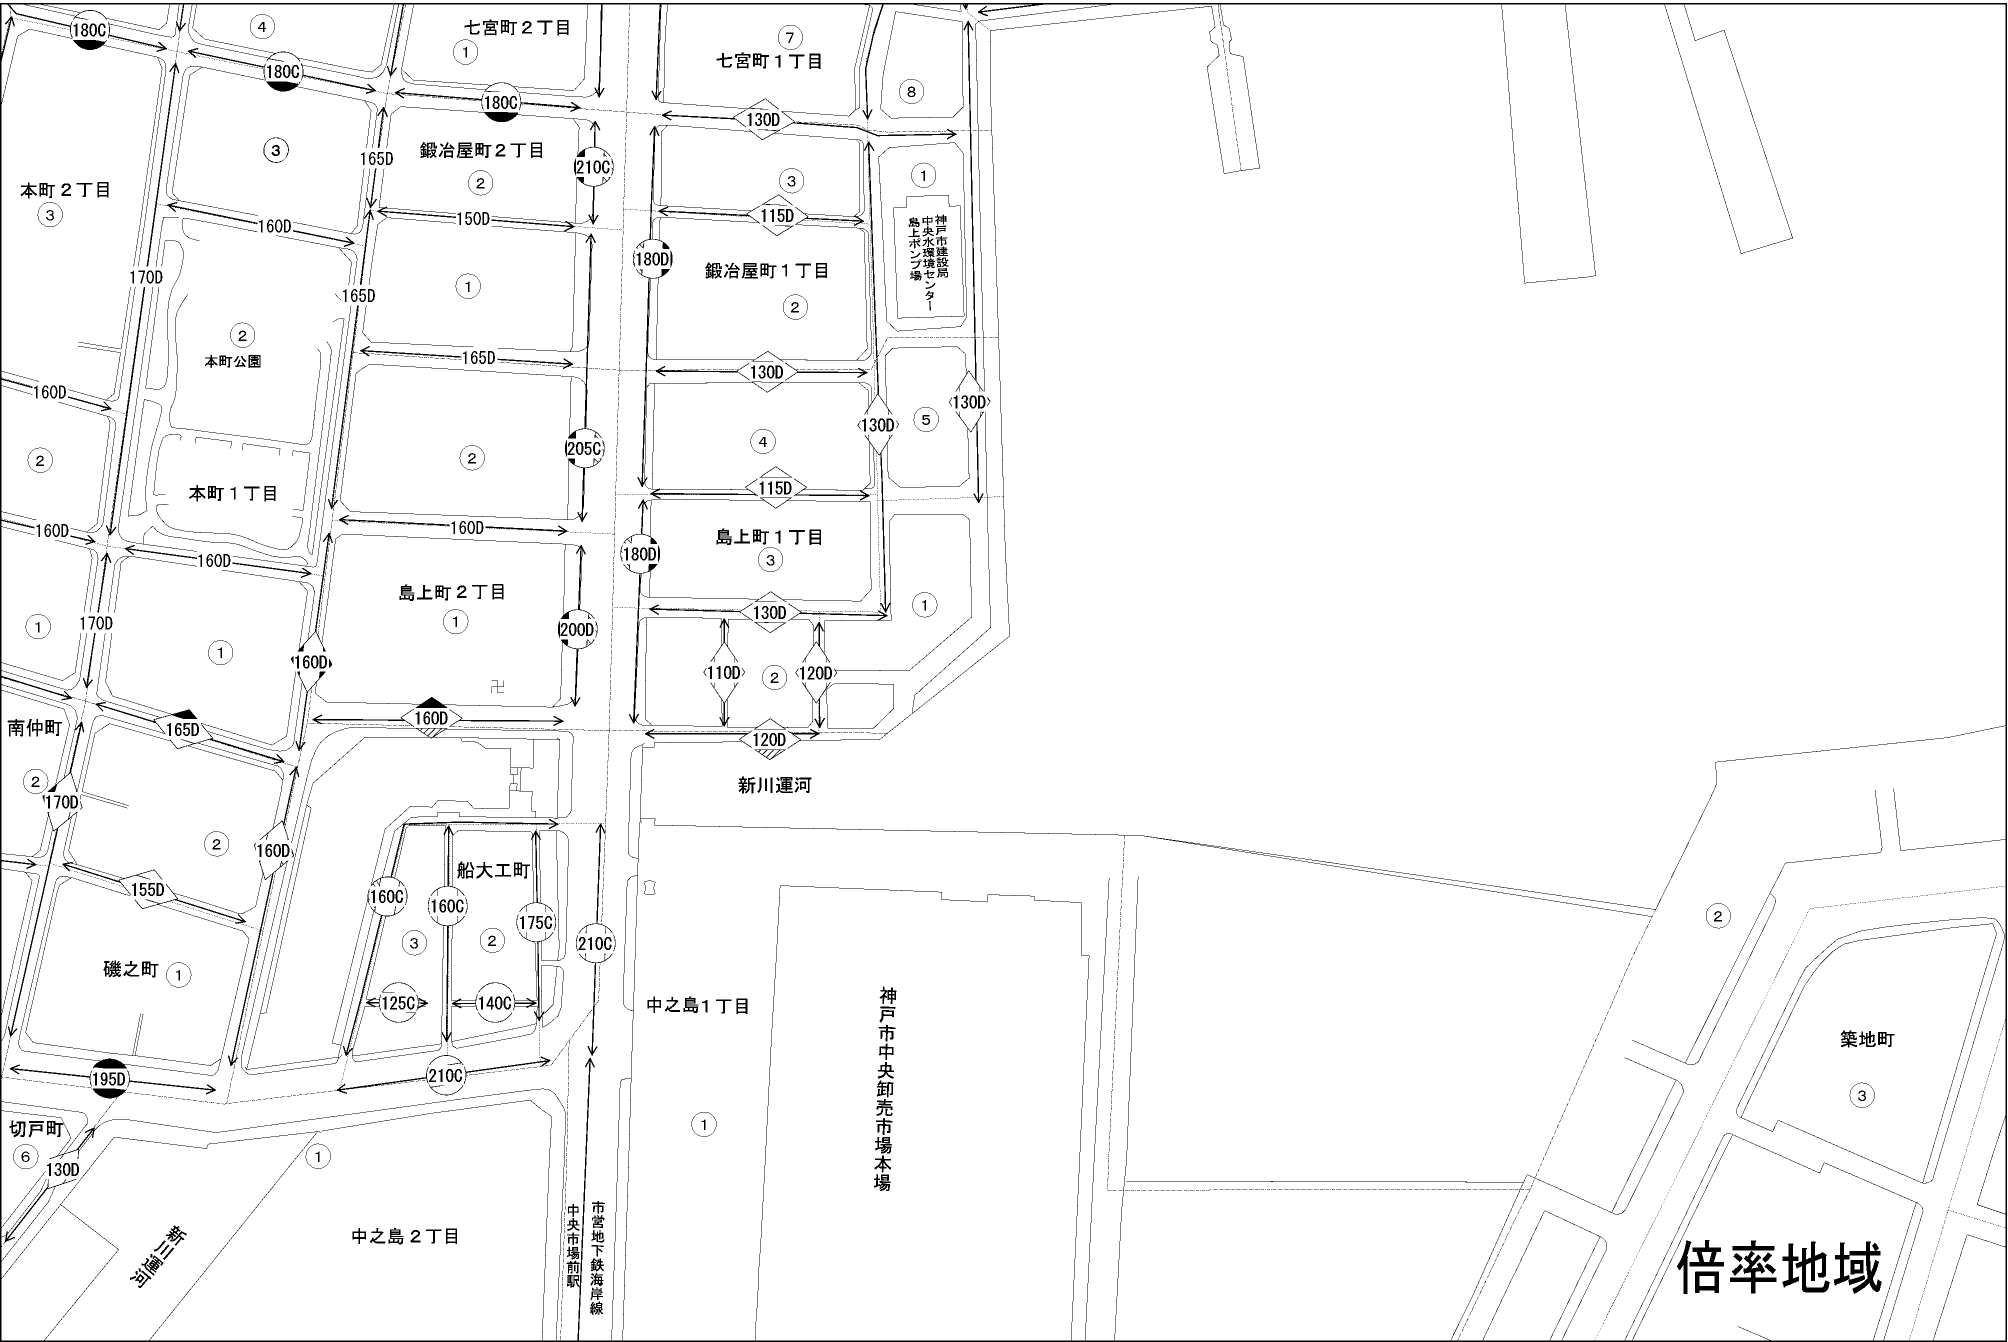 180C
④
七宮町２丁目
①
⑦
七宮町１丁目
180C
180C
⑧
130D
③
165D
鍛冶屋町２丁目
②
210C
③
①
本町２丁目
③
160D
150D
115D
神戸市建設局
中央水環境センター
島上ポンプ場
170D
165D
①
180D
鍛冶屋町１丁目
②
②
本町公園
165D
130D
160D
130D
130D
⑤
②
②
205C
④
本町１丁目
115D
160D
160D
160D
180D
島上町１丁目
③
島上町２丁目
①
①
170D
①
①
200D
130D
160D
110D
②
120D
卍
南仲町
165D
160D
120D
新川運河
②
170D
②
160D
155D
船大工町
160C
160C
175C
③
②
210C
②
磯之町
①
125C
140C
中之島１丁目
神戸市中央卸売市場本場
築地町
③
195D
210C
①
切戸町
⑥
130D
①
新川運河
中之島２丁目
中央市場前駅
市営地下鉄海岸線
倍率地域